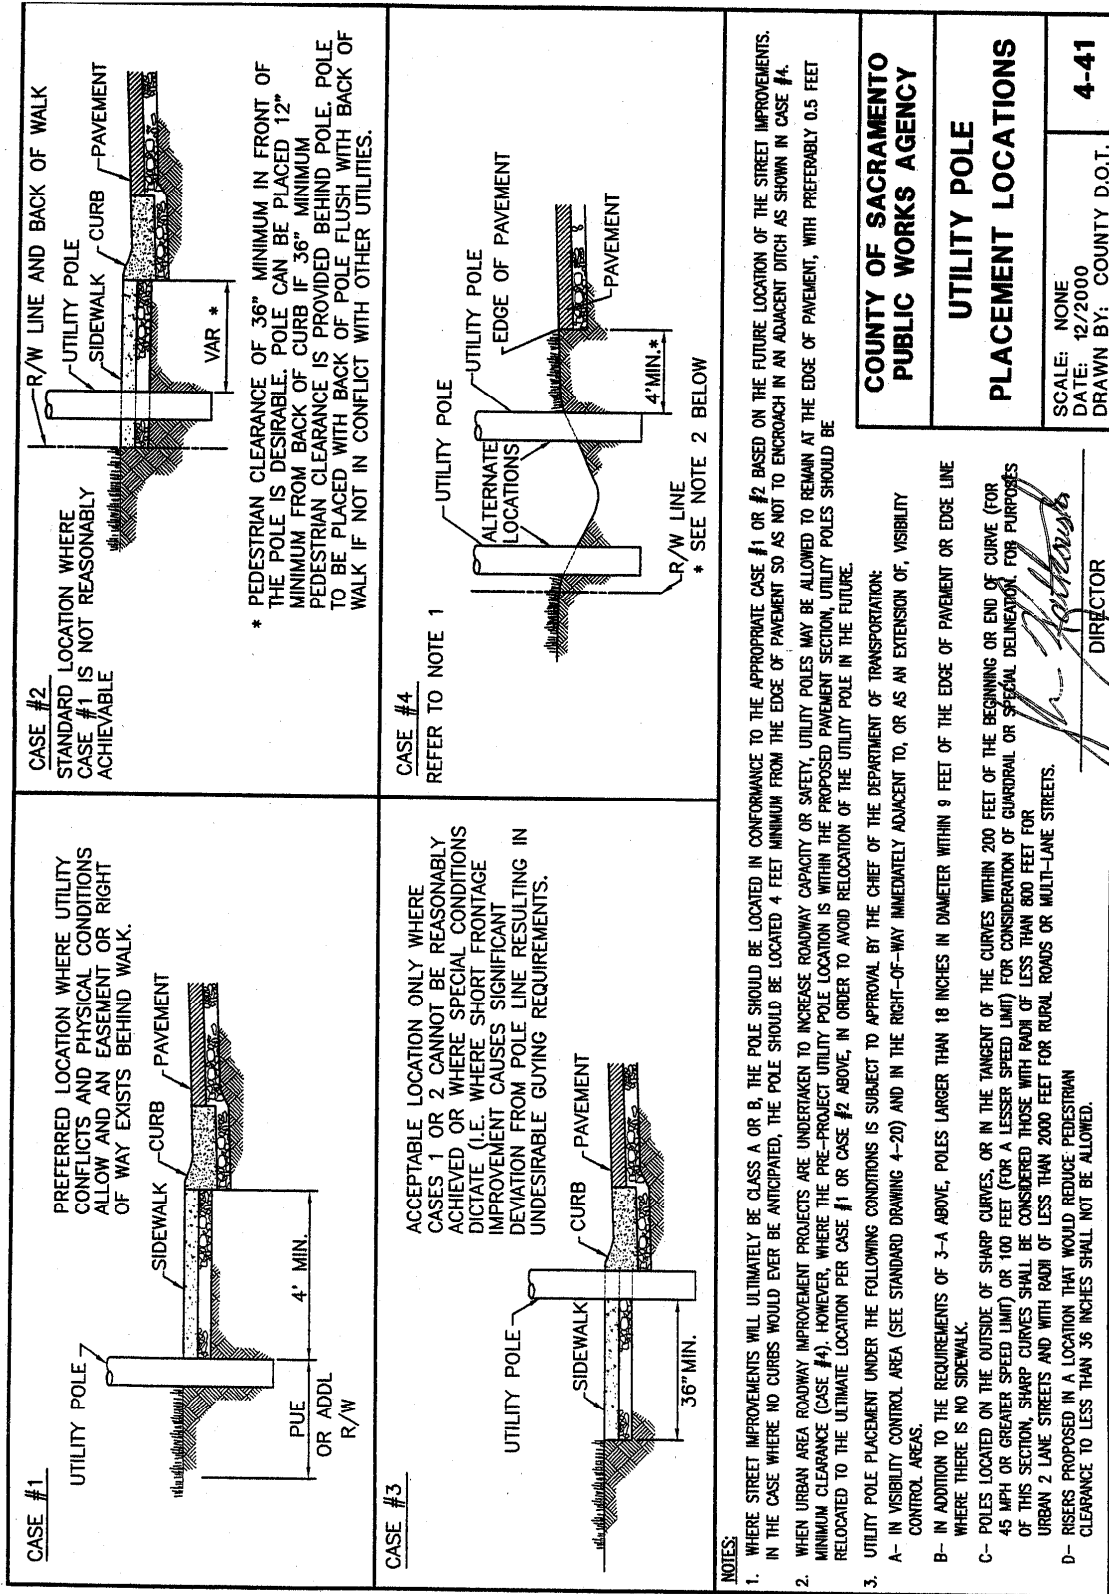 CASE #1
PREFERRED LOCATION WHERE UTILITY
CONFLICTS AND PHYSICAL CONDITIONS
ALLOW AND AN EASEMENT OR RIGHT
OF WAY EXISTS BEHIND WALK.
UTILITY POLE
SIDEWALK
CURB
PAVEMENT
PUE
OR ADDL
R/W
4' MIN.
CASE #2
STANDARD LOCATION WHERE
CASE #1 IS NOT REASONABLY
ACHIEVABLE
R/W LINE AND BACK OF WALK
UTILITY POLE
SIDEWALK
CURB
PAVEMENT
VAR *
* PEDESTRIAN CLEARANCE OF 36" MINIMUM IN FRONT OF
THE POLE IS DESIRABLE. POLE CAN BE PLACED 12"
MINIMUM FROM BACK OF CURB IF 36" MINIMUM
PEDESTRIAN CLEARANCE IS PROVIDED BEHIND POLE. POLE
TO BE PLACED WITH BACK OF POLE FLUSH WITH BACK OF
WALK IF NOT IN CONFLICT WITH OTHER UTILITIES.
CASE #3
ACCEPTABLE LOCATION ONLY WHERE
CASES 1 OR 2 CANNOT BE REASONABLY
ACHIEVED OR WHERE SPECIAL CONDITIONS
DICTATE (I.E. WHERE SHORT FRONTAGE
IMPROVEMENT CAUSES SIGNIFICANT
DEVIATION FROM POLE LINE RESULTING IN
UNDESIRABLE GUYING REQUIREMENTS.
UTILITY POLE
SIDEWALK
CURB
PAVEMENT
36" MIN.
CASE #4
REFER TO NOTE 1
UTILITY POLE
ALTERNATE
LOCATIONS
UTILITY POLE
EDGE OF PAVEMENT
PAVEMENT
4'MIN.*
R/W LINE
* SEE NOTE 2 BELOW
NOTES:
1. WHERE STREET IMPROVEMENTS WILL ULTIMATELY BE CLASS A OR B, THE POLE SHOULD BE LOCATED IN CONFORMANCE TO THE APPROPRIATE CASE #1 OR #2 BASED ON THE FUTURE LOCATION OF THE STREET IMPROVEMENTS.
IN THE CASE WHERE NO CURBS WOULD EVER BE ANTICIPATED, THE POLE SHOULD BE LOCATED 4 FEET MINIMUM FROM THE EDGE OF PAVEMENT SO AS NOT TO ENCROACH IN AN ADJACENT DITCH AS SHOWN IN CASE #4.
2. WHEN URBAN AREA ROADWAY IMPROVEMENT PROJECTS ARE UNDERTAKEN TO INCREASE ROADWAY CAPACITY OR SAFETY, UTILITY POLES MAY BE ALLOWED TO REMAIN AT THE EDGE OF PAVEMENT, WITH PREFERABLY 0.5 FEET
MINIMUM CLEARANCE (CASE #4). HOWEVER, WHERE THE PRE-PROJECT UTILITY POLE LOCATION IS WITHIN THE PROPOSED PAVEMENT SECTION, UTILITY POLES SHOULD BE
RELOCATED TO THE ULTIMATE LOCATION PER CASE #1 OR CASE #2 ABOVE, IN ORDER TO AVOID RELOCATION OF THE UTILITY POLE IN THE FUTURE.
3. UTILITY POLE PLACEMENT UNDER THE FOLLOWING CONDITIONS IS SUBJECT TO APPROVAL BY THE CHIEF OF THE DEPARTMENT OF TRANSPORTATION:
A- IN VISIBILITY CONTROL AREA (SEE STANDARD DRAWING 4-20) AND IN THE RIGHT-OF-WAY IMMEDIATELY ADJACENT TO, OR AS AN EXTENSION OF, VISIBILITY
CONTROL AREAS.
B- IN ADDITION TO THE REQUIREMENTS OF 3-A ABOVE, POLES LARGER THAN 18 INCHES IN DIAMETER WITHIN 9 FEET OF THE EDGE OF PAVEMENT OR EDGE LINE
WHERE THERE IS NO SIDEWALK.
C- POLES LOCATED ON THE OUTSIDE OF SHARP CURVES, OR IN THE TANGENT OF THE CURVES WITHIN 200 FEET OF THE BEGINNING OR END OF CURVE (FOR
45 MPH OR GREATER SPEED LIMIT) OR 100 FEET (FOR A LESSER SPEED LIMIT) FOR CONSIDERATION OF GUARDRAIL OR SPECIAL DELINEATION. FOR PURPOSES
OF THIS SECTION, SHARP CURVES SHALL BE CONSIDERED THOSE WITH RADII OF LESS THAN 800 FEET FOR
URBAN 2 LANE STREETS AND WITH RADII OF LESS THAN 2000 FEET FOR RURAL ROADS OR MULTI-LANE STREETS.
D- RISERS PROPOSED IN A LOCATION THAT WOULD REDUCE PEDESTRIAN
CLEARANCE TO LESS THAN 36 INCHES SHALL NOT BE ALLOWED.
DIRECTOR
COUNTY OF SACRAMENTO
PUBLIC WORKS AGENCY
UTILITY POLE
PLACEMENT LOCATIONS
SCALE: NONE
DATE: 12/2000
DRAWN BY: COUNTY D.O.T.
4-41